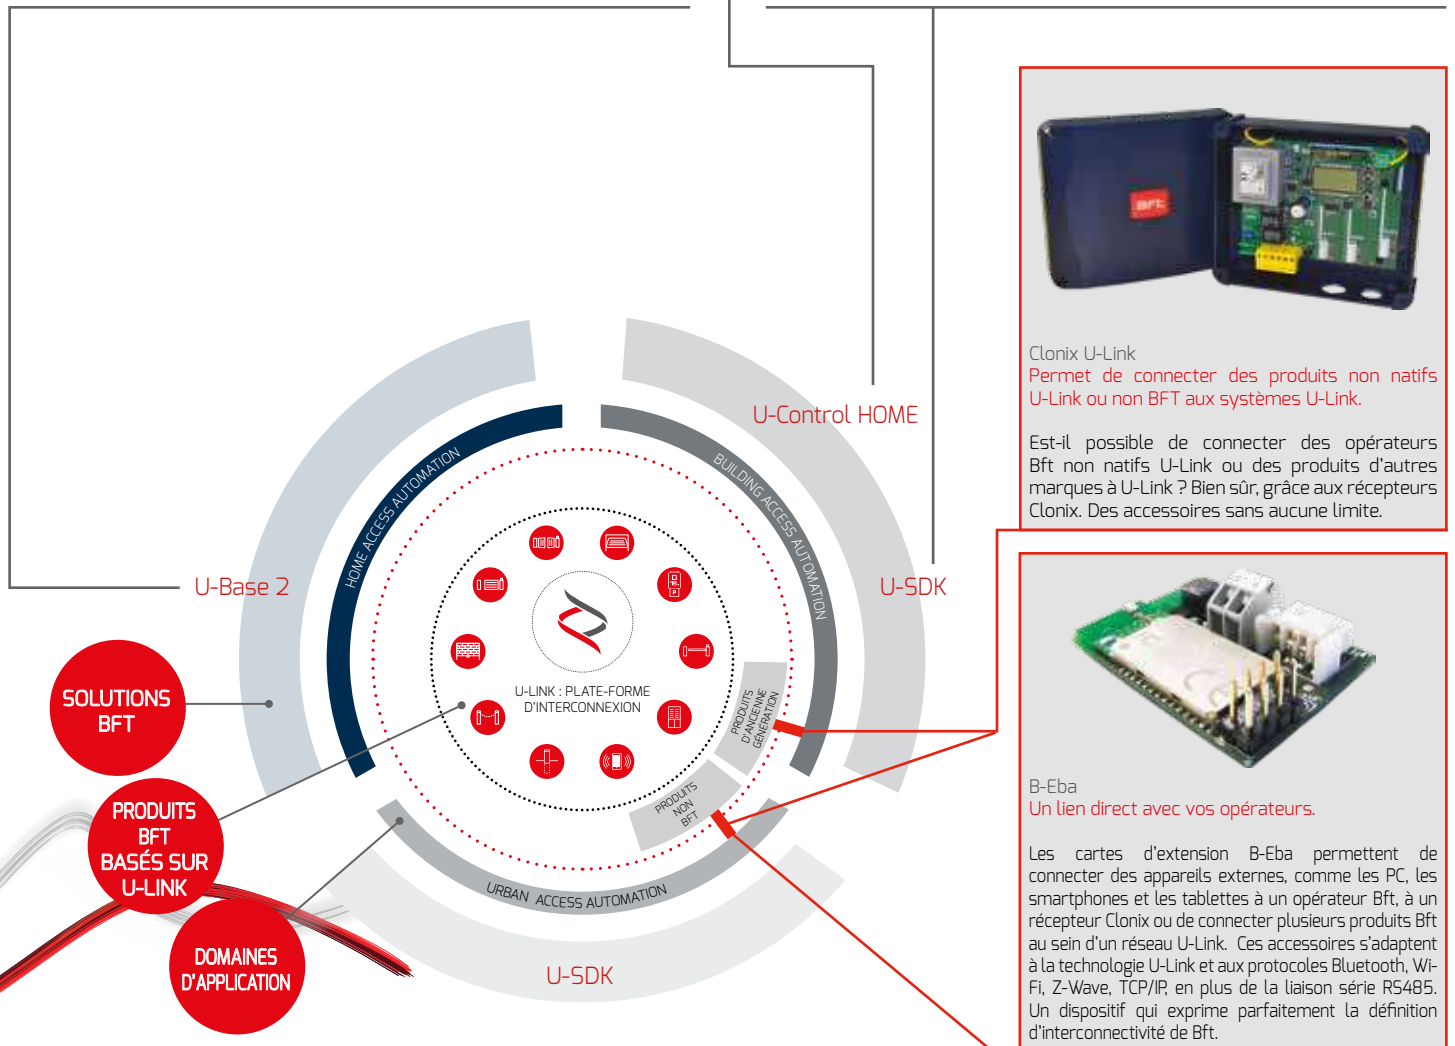 BFT
Clonix U-Link
Permet de connecter des produits non natifs
U-Link ou non BFT aux systèmes U-Link.
Est-il possible de connecter des opérateurs
Bft non natifs U-Link ou des produits d'autres
marques à U-Link ? Bien sûr, grâce aux récepteurs
Clonix. Des accessoires sans aucune limite.
U-Control HOME
HOME ACCESS AUTOMATION
BUILDING ACCESS AUTOMATION
U-Base 2
U-SDK
P
U-LINK : PLATE-FORME
D'INTERCONNEXION
SOLUTIONS
BFT
PRODUITS
D'ANCIENNE
GÉNÉRATION
PRODUITS
NON
BFT
PRODUITS
BFT
BASÉS SUR
U-LINK
URBAN ACCESS AUTOMATION
DOMAINES
D'APPLICATION
U-SDK
B-Eba
Un lien direct avec vos opérateurs.
Les cartes d'extension B-Eba permettent de
connecter des appareils externes, comme les PC, les
smartphones et les tablettes à un opérateur Bft, à un
récepteur Clonix ou de connecter plusieurs produits Bft
au sein d'un réseau U-Link. Ces accessoires s'adaptent
à la technologie U-Link et aux protocoles Bluetooth, Wi-
Fi, Z-Wave, TCP/IP, en plus de la liaison série RS485.
Un dispositif qui exprime parfaitement la définition
d'interconnectivité de Bft.